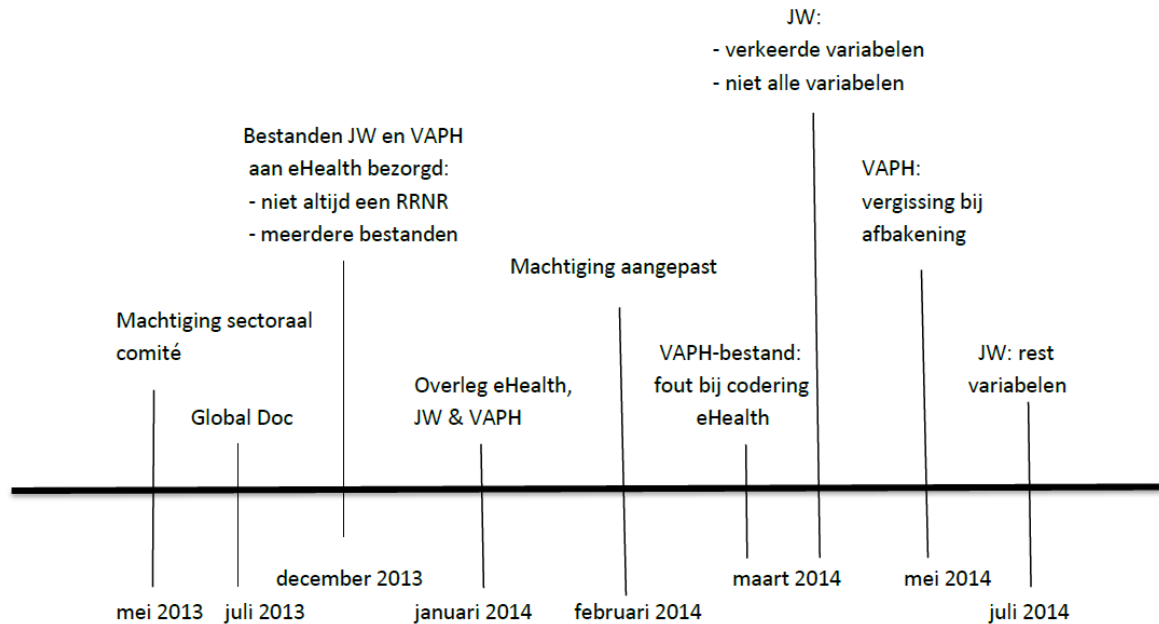 JW:
- verkeerde variabelen
- niet alle variabelen
Bestanden JW en VAPH
aan eHealth bezorgd:
- niet altijd een RRNR
- meerdere bestanden
VAPH:
vergissing bij
afbakening
Machtiging aangepast
Machtiging sectoraal
comité
Global Doc
Overleg eHealth,
JW & VAPH
VAPH-bestand:
fout bij codering
eHealth
JW: rest
variabelen
mei 2013
juli 2013
december 2013
januari 2014
februari 2014
maart 2014
mei 2014
juli 2014